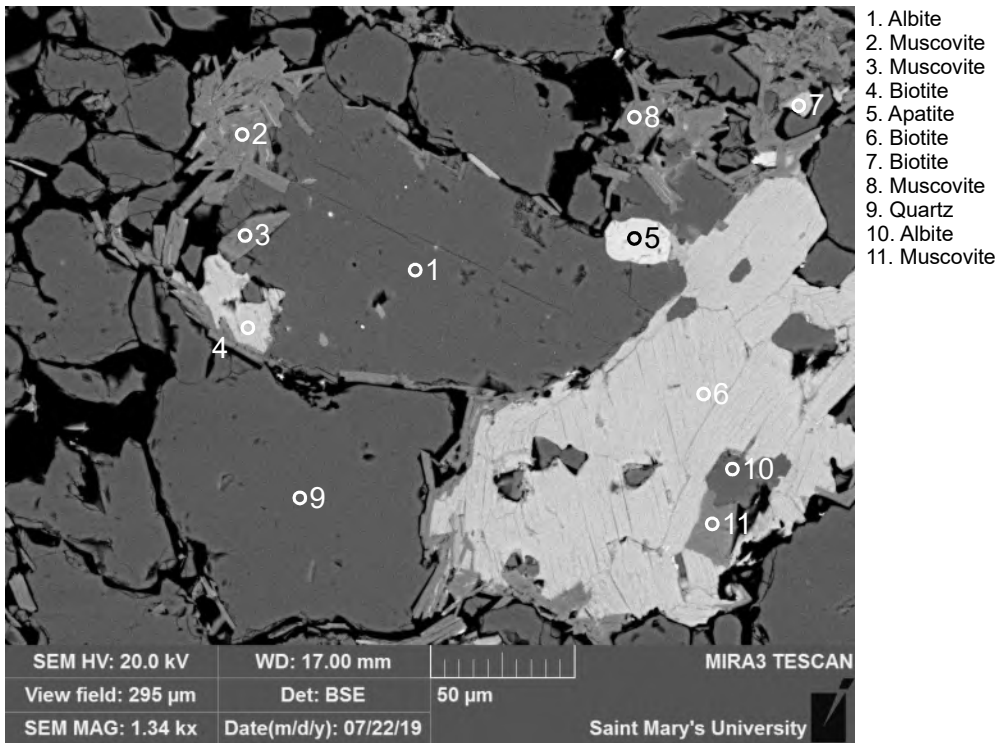 1. Albite
2. Muscovite
3. Muscovite
4. Biotite
5. Apatite
6. Biotite
7. Biotite
8. Muscovite
9. Quartz
10. Albite
11. Muscovite
2
8
7
3
5
1
4
6
10
9
11
SEM HV: 20.0 kV WD: 17.00 mm MIRA3 TESCAN
View field: 295 µm Det: BSE 50 µm
SEM MAG: 1.34 kx Date(m/d/y): 07/22/19 Saint Mary's University